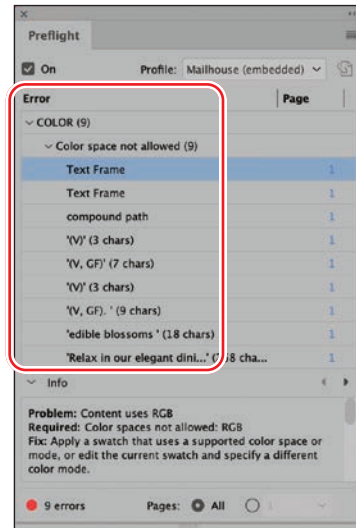 Preflight
On Profile: Mailhouse (embedded)
Error Page
COLOR (9)
Color space not allowed (9)
Text Frame 1
Text Frame 1
compound path 1
'(V)' (3 chars) 1
'(V, GF)' (7 chars) 1
'(V)' (3 chars) 1
'(V, GF). ' (9 chars) 1
'edible blossoms ' (18 chars) 1
'Relax in our elegant dini...' ( 58 cha... 1
Info
Problem: Content uses RGB
Required: Color spaces not allowed: RGB
Fix: Apply a swatch that uses a supported color space or
mode, or edit the current swatch and specify a different
color mode.
9 errors Pages: All 1